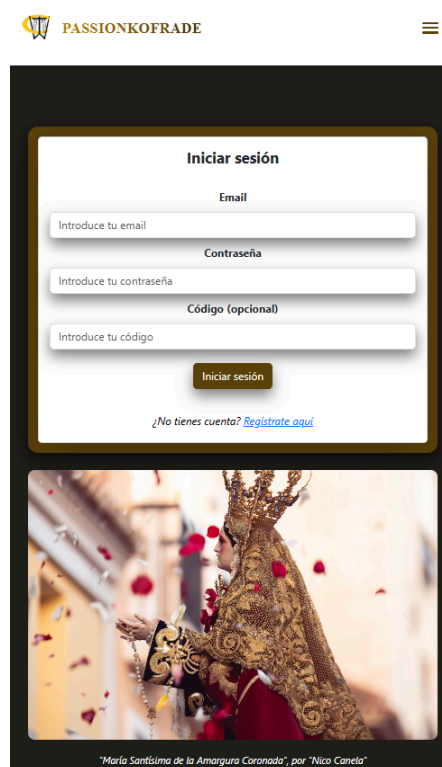 PASSIONKOFRADE
Iniciar sesión
Email
Introduce tu email
Contraseña
Introduce tu contraseña
Código (opcional)
Introduce tu código
Iniciar sesión
¿No tienes cuenta? Regístrate aquí
"María Santísima de la Amargura Coronada", por "Nico Canela"